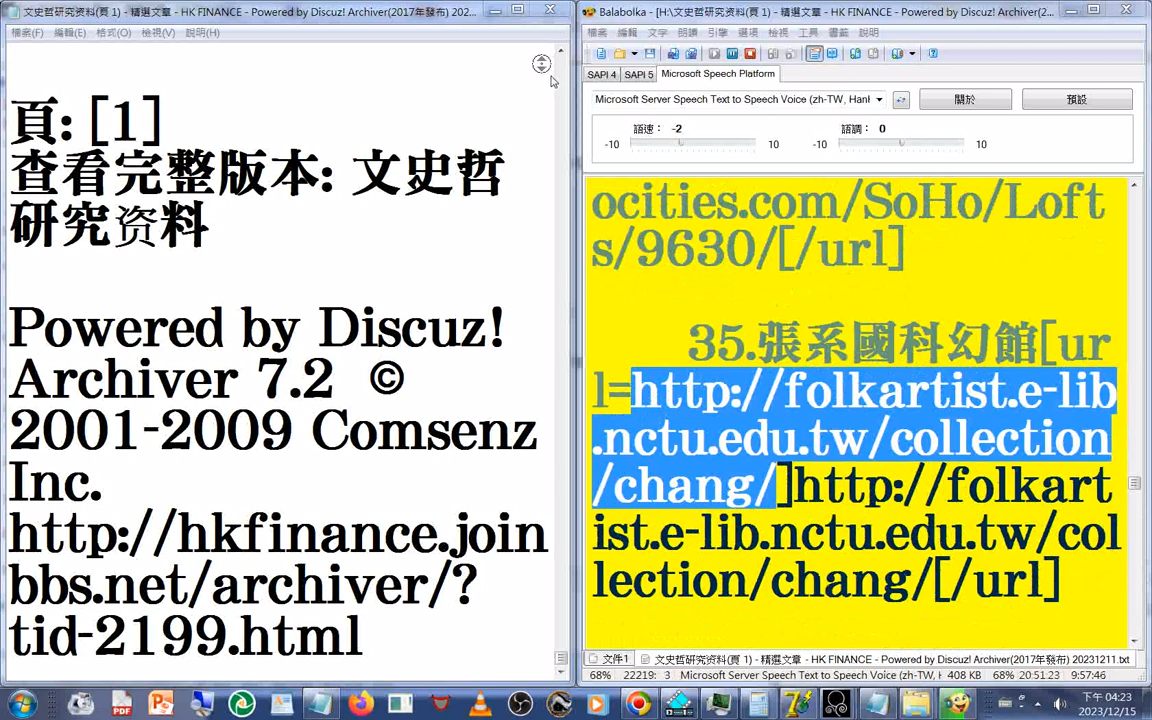 文史哲研究资料(頁 1) - 精選文章 - HK FINANCE - Powered by Discuz! Archiver(2017年發布) 202...
檔案(F) 編輯(E) 格式(O) 檢視(V) 說明(H)
頁: [1]
查看完整版本: 文史哲
研究资料
Powered by Discuz!
Archiver 7.2 ©
2001-2009 Comsenz
Inc.
http://hkfinance.join
bbs.net/archiver/?
tid-2199.html
Balabolka - [H:\文史哲研究资料(頁 1) - 精選文章 - HK FINANCE - Powered by Discuz! Archiver(2...
檔案 編輯 文字 朗讀 引擎 選項 檢視 工具 書籤 說明
SAPI 4 SAPI 5 Microsoft Speech Platform
Microsoft Server Speech Text to Speech Voice (zh-TW, Hanl
關於 預設
語速: -2 語調: 0
-10 10 -10 10
ocities.com/SoHo/Loft
s/9630/[/url]
35.張系國科幻館[ur
l=http://folkartist.e-lib
.nctu.edu.tw/collection
/chang/]http://folkart
ist.e-lib.nctu.edu.tw/col
lection/chang/[/url]
文件1 文史哲研究资料(頁 1) - 精選文章 - HK FINANCE - Powered by Discuz! Archiver(2017年發布) 20231211.txt
68% 22219: 3 Microsoft Server Speech Text to Speech Voice (zh-TW, H... 408 KB 68% 20:51:23 9:57:46
下午 04:23
2023/12/15